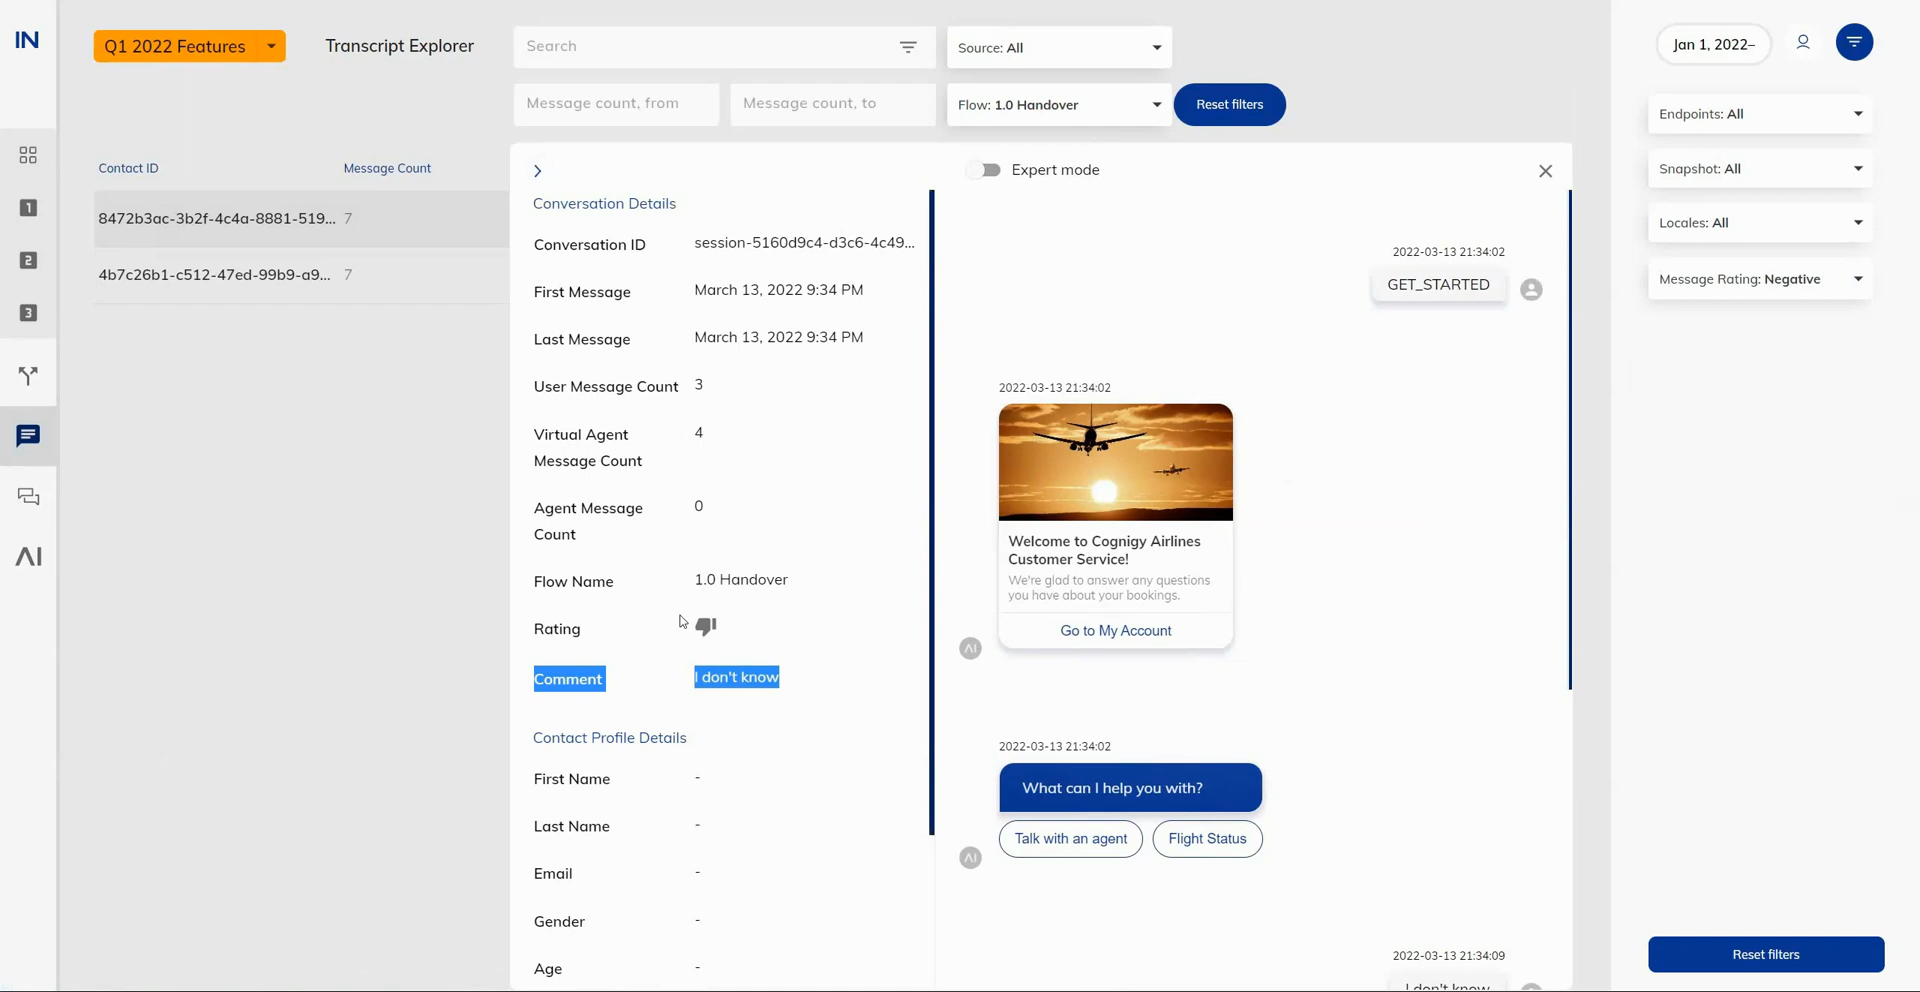 IN
Q1 2022 Features
Transcript Explorer
Search
Source: All
Jan 1, 2022–
Message count, from
Message count, to
Flow: 1.0 Handover
Reset filters
Endpoints: All
Snapshot: All
Locales: All
Message Rating: Negative
Contact ID
Message Count
8472b3ac-3b2f-4c4a-8881-519... 7
4b7c26b1-c512-47ed-99b9-a9... 7
1
2
3
AI
Expert mode
Conversation Details
Conversation ID session-5160d9c4-d3c6-4c49...
First Message March 13, 2022 9:34 PM
Last Message March 13, 2022 9:34 PM
User Message Count 3
Virtual Agent 4
Message Count
Agent Message 0
Count
Flow Name 1.0 Handover
Rating
Comment I don't know
Contact Profile Details
First Name -
Last Name -
Email -
Gender -
Age -
2022-03-13 21:34:02
GET_STARTED
2022-03-13 21:34:02
Welcome to Cognigy Airlines
Customer Service!
We're glad to answer any questions
you have about your bookings.
Go to My Account
AI
2022-03-13 21:34:02
What can I help you with?
Talk with an agent
Flight Status
AI
2022-03-13 21:34:09
I don't know
Reset filters